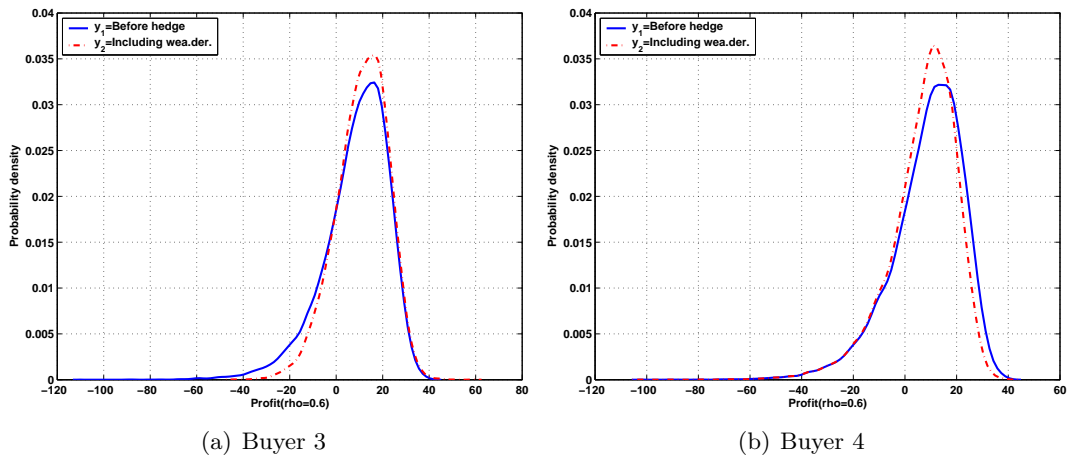 0.04
0.035
0.03
0.025
0.02
0.015
0.01
0.005
0
Probability density
y1=Before hedge
y2=Including wea.der.
−120 −100 −80 −60 −40 −20 0 20 40 60 80
Profit(rho=0.6)
(a) Buyer 3
0.04
0.035
0.03
0.025
0.02
0.015
0.01
0.005
0
Probability density
y1=Before hedge
y2=Including wea.der.
−120 −100 −80 −60 −40 −20 0 20 40 60
Profit(rho=0.6)
(b) Buyer 4